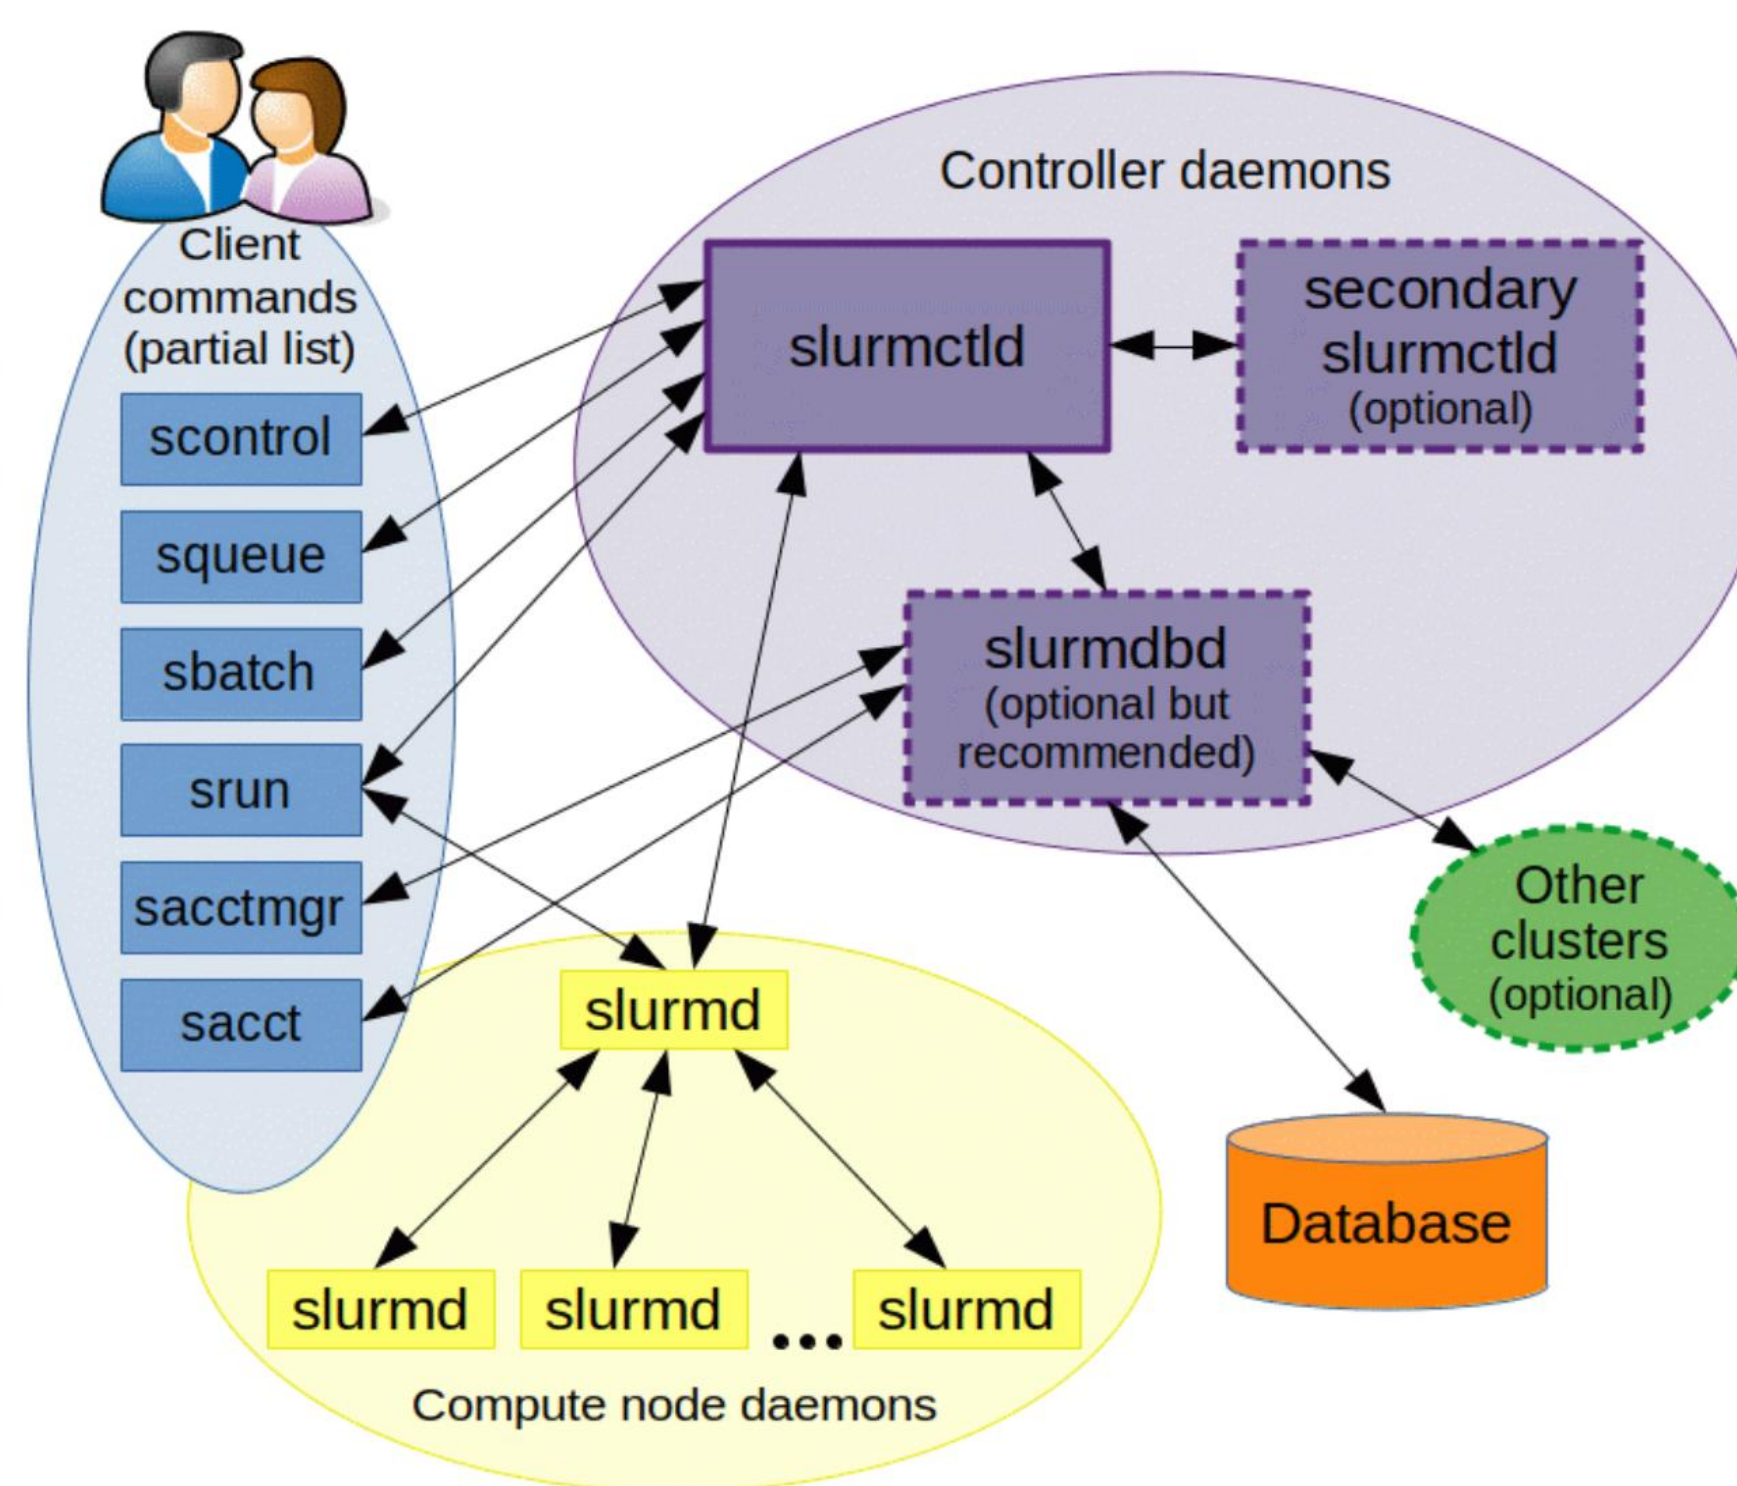 Client
commands
(partial list)
scontrol
squeue
sbatch
srun
sacctmgr
sacct
Controller daemons
slurmctld
secondary
slurmctld
(optional)
slurmdbd
(optional but
recommended)
Other
clusters
(optional)
Database
slurmd
slurmd
slurmd
...
slurmd
Compute node daemons